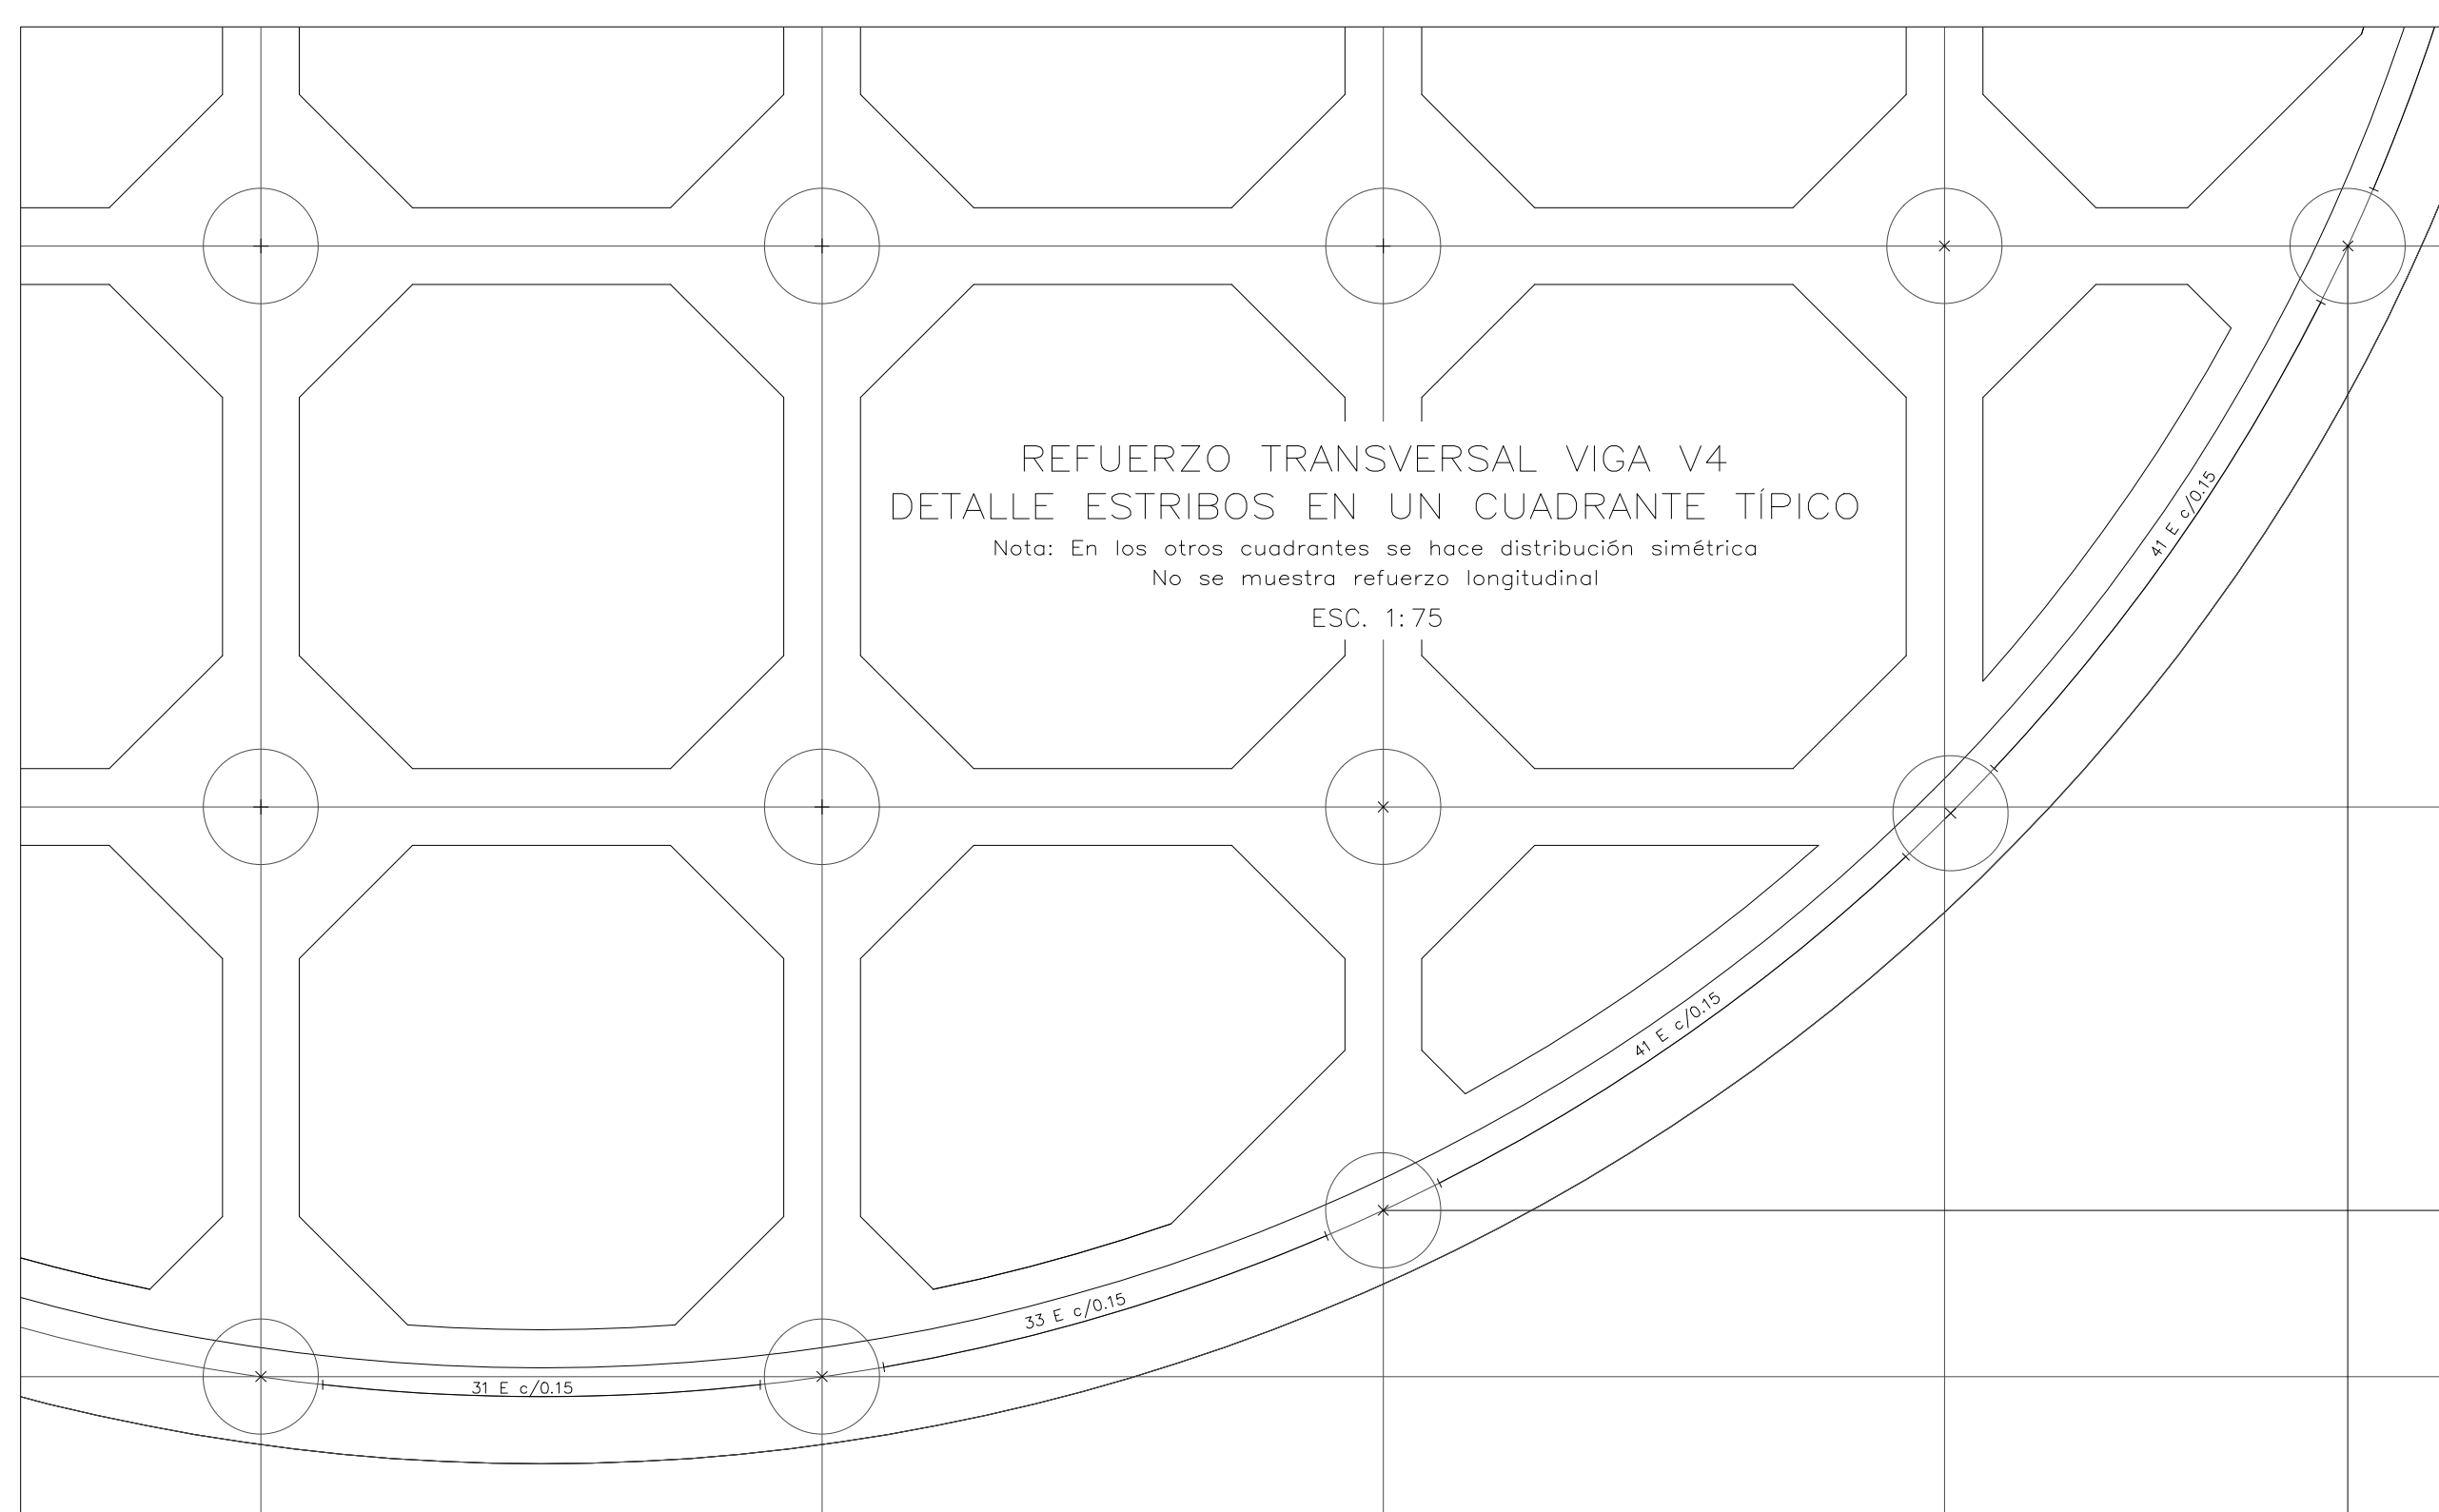 REFUERZO TRANSVERSAL VIGA V4
DETALLE ESTRIBOS EN UN CUADRANTE TÍPICO
Nota: En los otros cuadrantes se hace distribución simétrica
No se muestra refuerzo longitudinal
ESC. 1:75
41 E c/0.15
41 E c/0.15
33 E c/0.15
31 E c/0.15